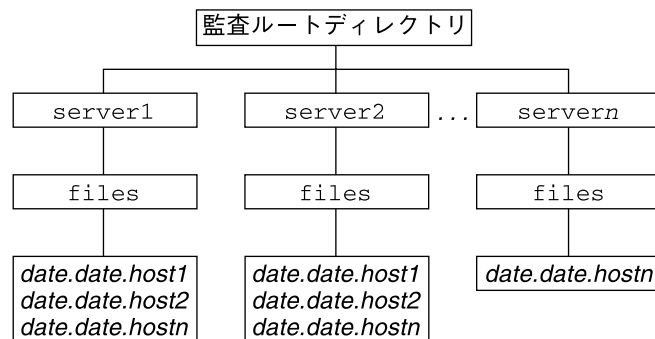 監査ルートディレクトリ
server1
server2
...
servern
files
files
files
date.date.host1
date.date.host2
date.date.hostn
date.date.host1
date.date.host2
date.date.hostn
date.date.hostn